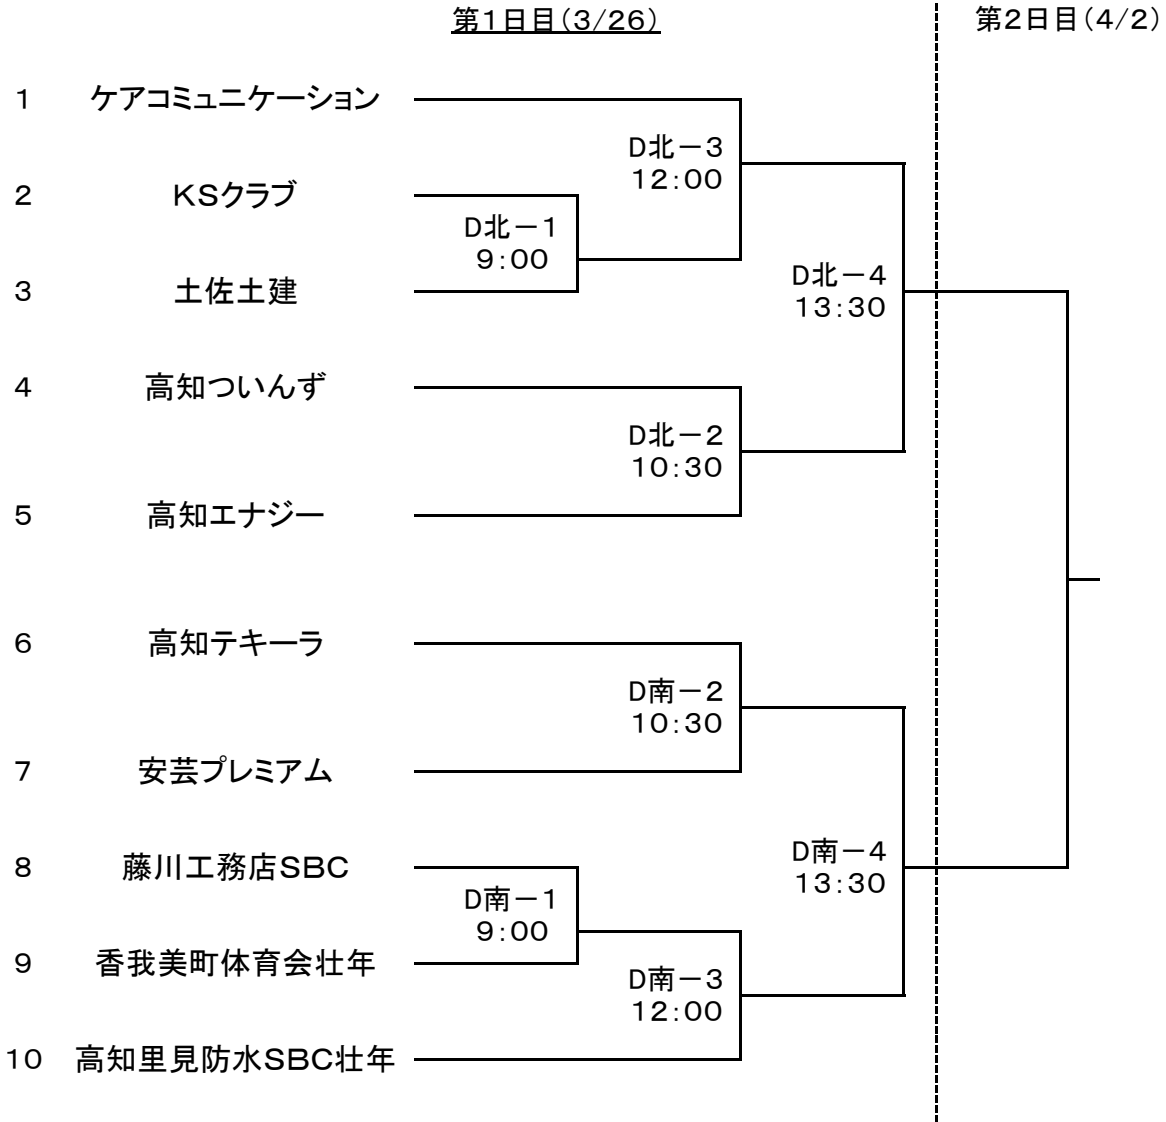 第１日目（３/２６）
第２日目（４/２）
１ ケアコミュニケーション
D北－３
１２：００
２ KSクラブ
D北－１
９：００
３ 土佐土建
D北－４
１３：３０
４ 高知ついんず
D北－２
１０：３０
５ 高知エナジー
６ 高知テキーラ
D南－２
１０：３０
７ 安芸プレミアム
８ 藤川工務店SBC
D南－４
１３：３０
D南－１
９：００
９ 香我美町体育会壮年
D南－３
１２：００
１０ 高知里見防水SBC壮年